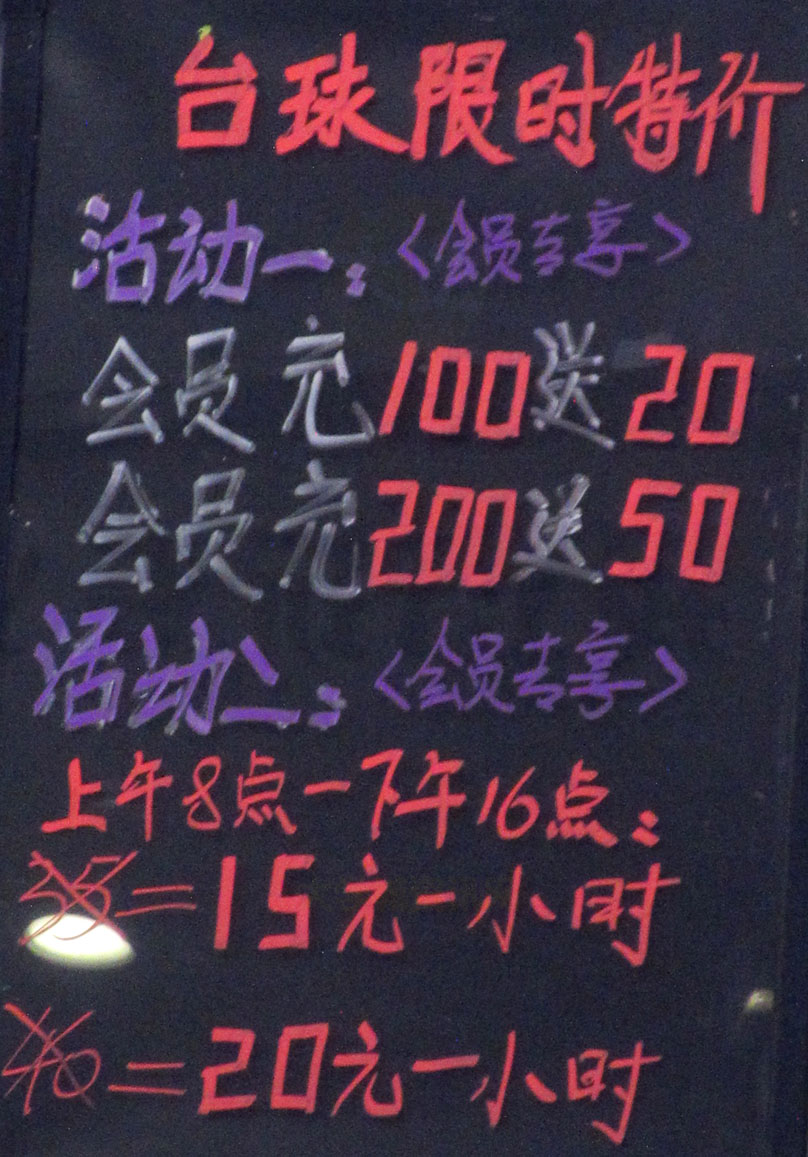 台球限时特价
活动一:<会员专享>
会员充100送20
会员充200送50
活动二:<会员专享>
上午8点一下午16点:
35=15元一小时
40=20元一小时